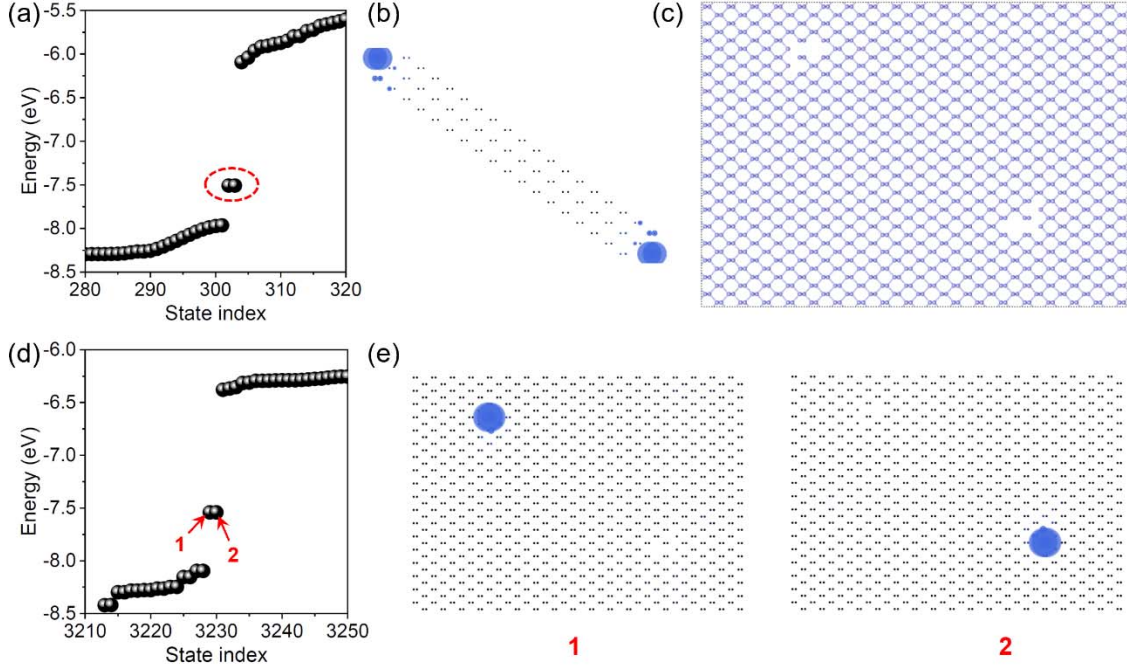 (a)
-5.5
-6.0
-6.5
-7.0
-7.5
-8.0
-8.5
Energy (eV)
280 290 300 310 320
State index
(b)
(c)
(d)
-6.0
-6.5
-7.0
-7.5
-8.0
-8.5
Energy (eV)
1
2
3210 3220 3230 3240 3250
State index
(e)
1
2